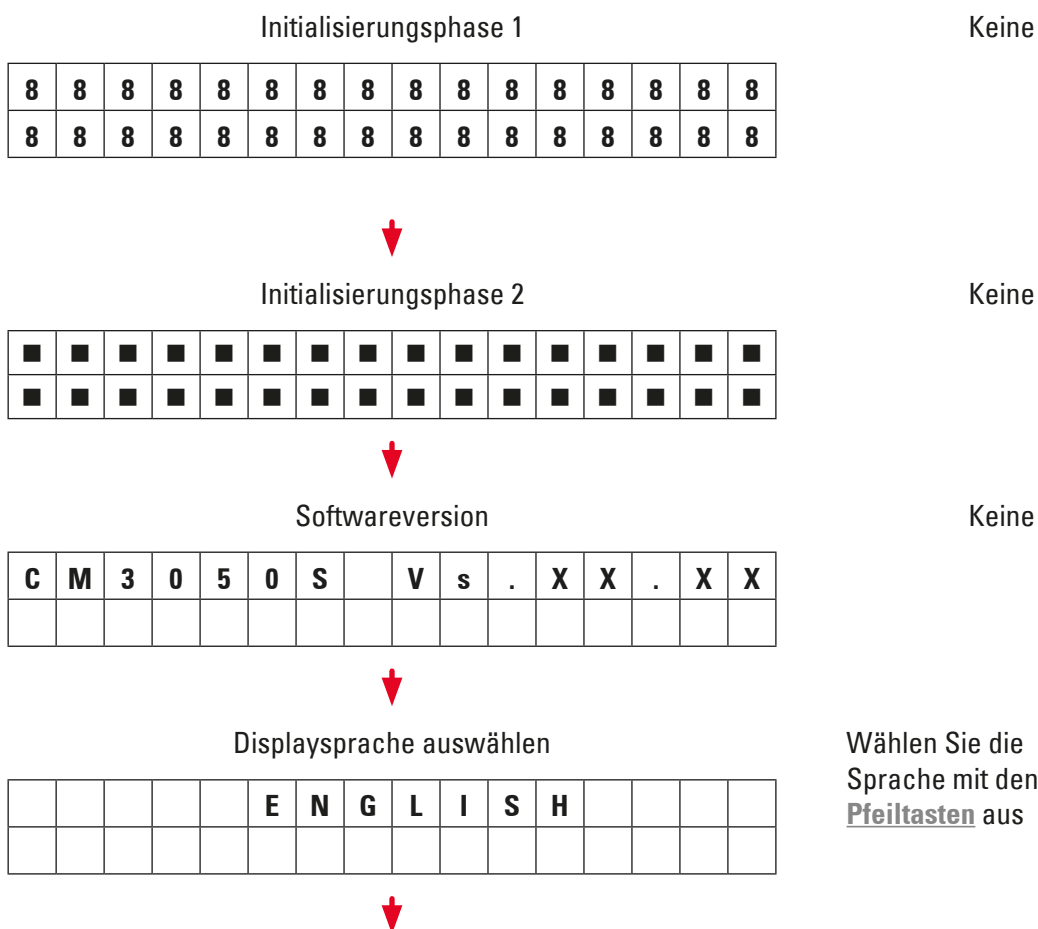 Initialisierungsphase 1 Keine
8 8 8 8 8 8 8 8 8 8 8 8 8 8 8 8
8 8 8 8 8 8 8 8 8 8 8 8 8 8 8 8
Initialisierungsphase 2 Keine
■ ■ ■ ■ ■ ■ ■ ■ ■ ■ ■ ■ ■ ■ ■ ■
■ ■ ■ ■ ■ ■ ■ ■ ■ ■ ■ ■ ■ ■ ■ ■
Softwareversion Keine
C M 3 0 5 0 S V s . X X . X X
Displaysprache auswählen
E N G L I S H
Wählen Sie die
Sprache mit den
Pfeiltasten aus